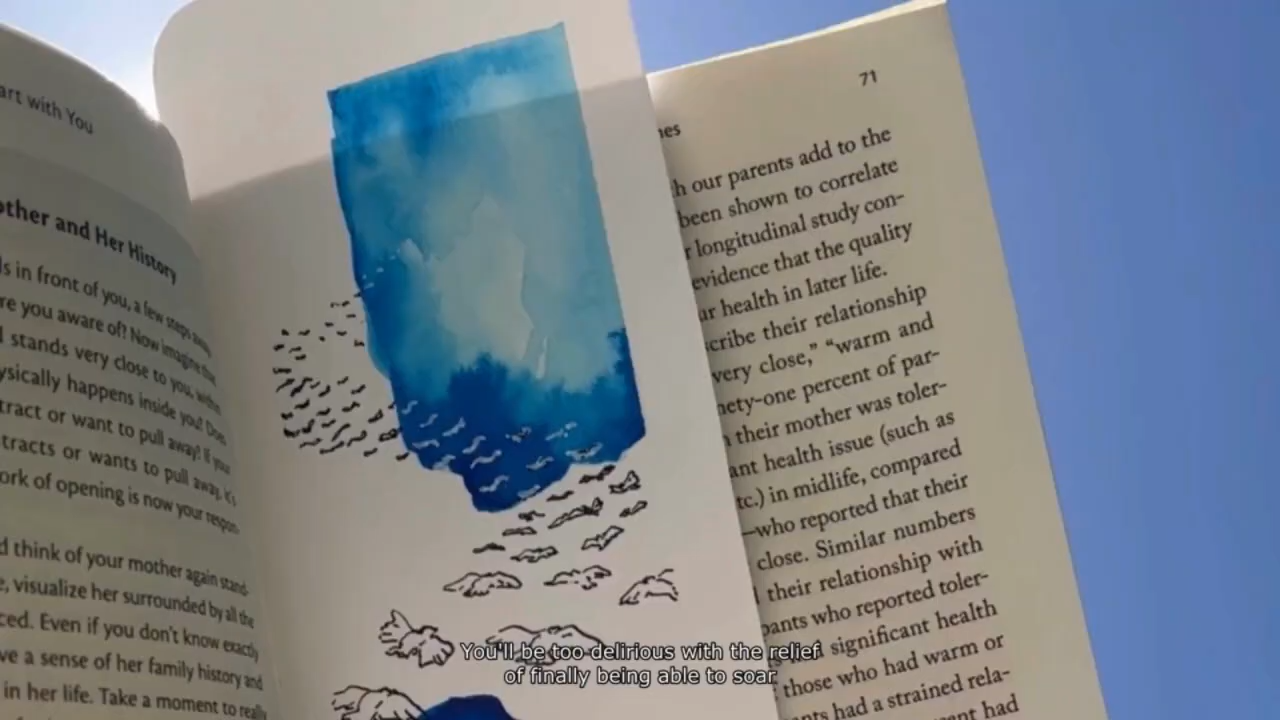 art with You
other and Her History
in front of you, a few steps away
re you aware of? Now imagine that
stands very close to you, within
ysically happens inside you? Does
tract or want to pull away? If your
tracts or wants to pull away, it's
ork of opening is now your respon-
d think of your mother again stand-
e, visualize her surrounded by all the
ced. Even if you don't know exactly
ve a sense of her family history and
in her life. Take a moment to really
71
nes
h our parents add to the
been shown to correlate
r longitudinal study con-
evidence that the quality
ur health in later life.
scribe their relationship
very close," "warm and
nety-one percent of par-
n their mother was toler-
ant health issue (such as
tc.) in midlife, compared
—who reported that their
close. Similar numbers
their relationship with
pants who reported toler-
significant health
those who had warm or
ants had a strained rela-
ent had
You'll be too delirious with the relief
of finally being able to soar